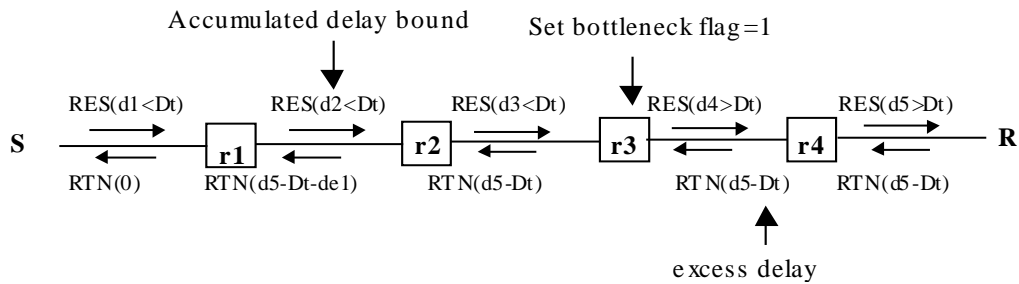 Accumulated delay bound
Set bottleneck flag=1
RES(d1<Dt) RES(d2<Dt) RES(d3<Dt) RES(d4>Dt) RES(d5>Dt)
S r1 r2 r3 r4 R
RTN(0) RTN(d5-Dt-de1) RTN(d5-Dt) RTN(d5-Dt) RTN(d5-Dt)
excess delay